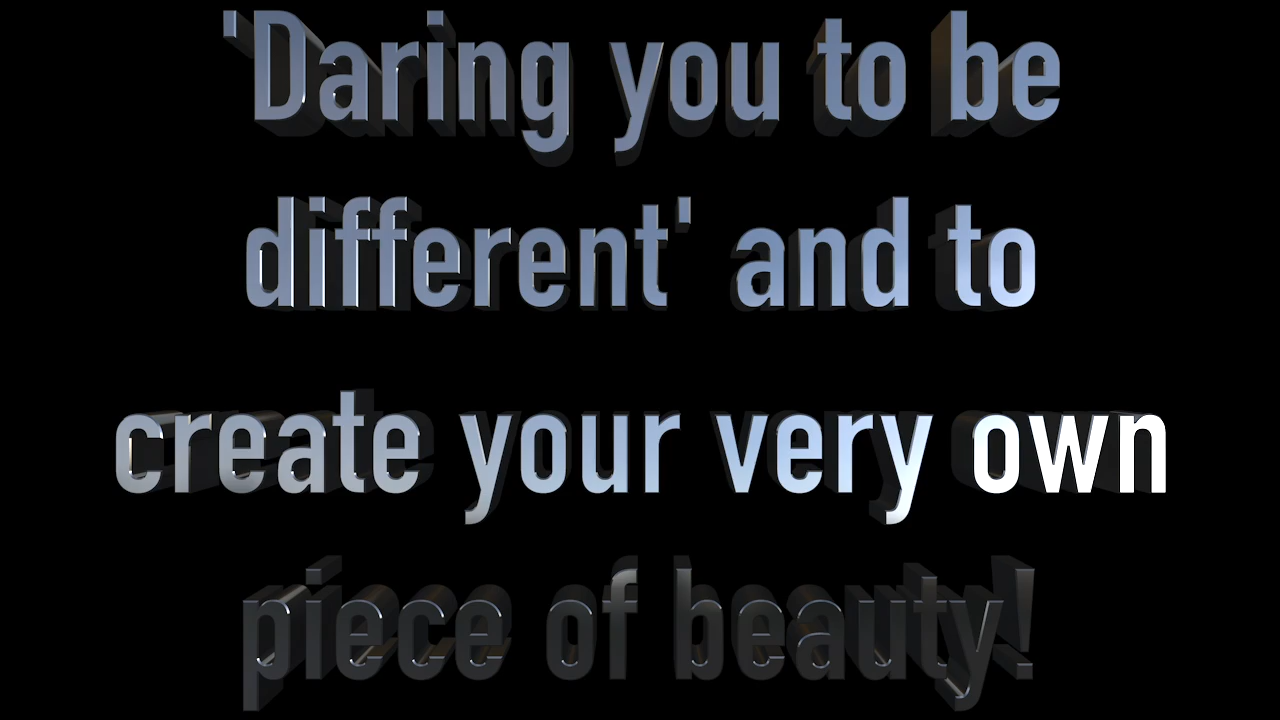 'Daring you to be
different' and to
create your very own
piece of beauty!